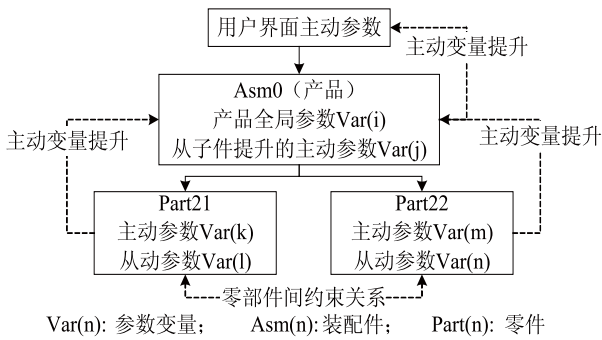 用户界面主动参数
主动变量提升
Asm0（产品）
产品全局参数Var(i)
从子件提升的主动参数Var(j)
主动变量提升
主动变量提升
Part21
主动参数Var(k)
从动参数Var(l)
Part22
主动参数Var(m)
从动参数Var(n)
零部件间约束关系
Var(n): 参数变量； Asm(n): 装配件； Part(n): 零件